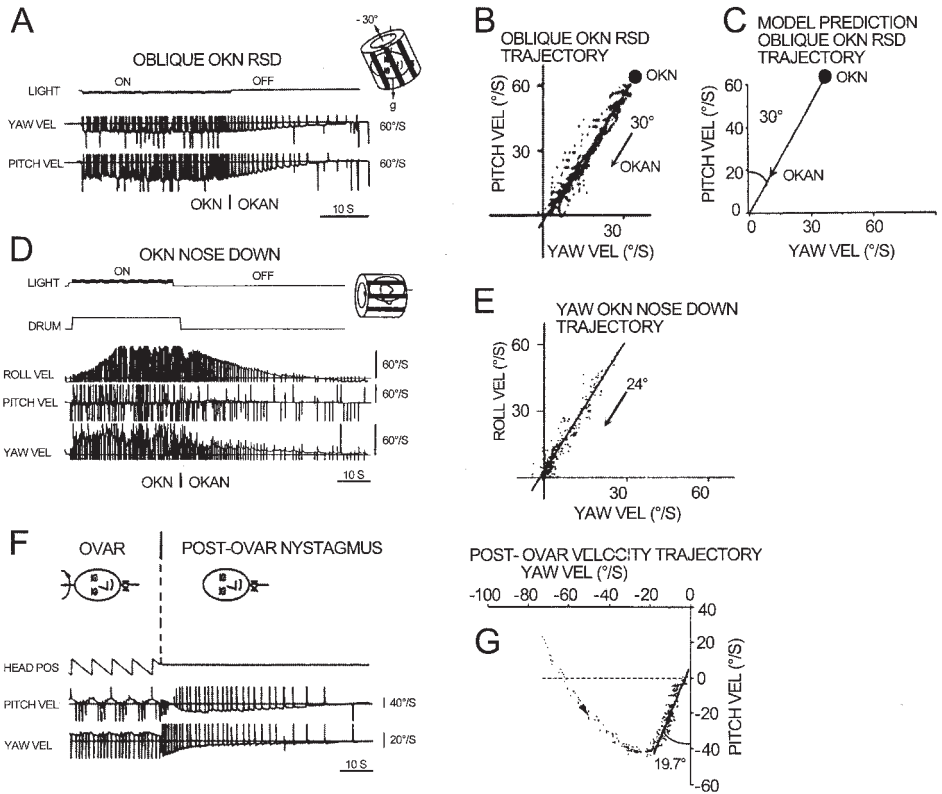 A
- 30°
g
OBLIQUE OKN RSD
ON
OFF
LIGHT
YAW VEL
60°/S
PITCH VEL
60°/S
OKN | OKAN
10 S
B
OBLIQUE OKN RSD
TRAJECTORY
60
30
30
PITCH VEL (°/S)
YAW VEL (°/S)
OKN
30°
OKAN
C
MODEL PREDICTION
OBLIQUE OKN RSD
TRAJECTORY
60
40
20
0
0
30
60
PITCH VEL (°/S)
YAW VEL (°/S)
OKN
30°
OKAN
D
OKN NOSE DOWN
ON
OFF
LIGHT
DRUM
ROLL VEL
60°/S
PITCH VEL
60°/S
YAW VEL
60°/S
OKN | OKAN
10 S
E
YAW OKN NOSE DOWN
TRAJECTORY
60
30
30
60
ROLL VEL (°/S)
YAW VEL (°/S)
24°
F
OVAR
POST-OVAR NYSTAGMUS
HEAD POS
PITCH VEL
40°/S
YAW VEL
20°/S
10 S
POST- OVAR VELOCITY TRAJECTORY
YAW VEL (°/S)
-100
-80
-60
-40
-20
0
40
20
0
-20
-40
-60
G
PITCH VEL (°/S)
19.7°